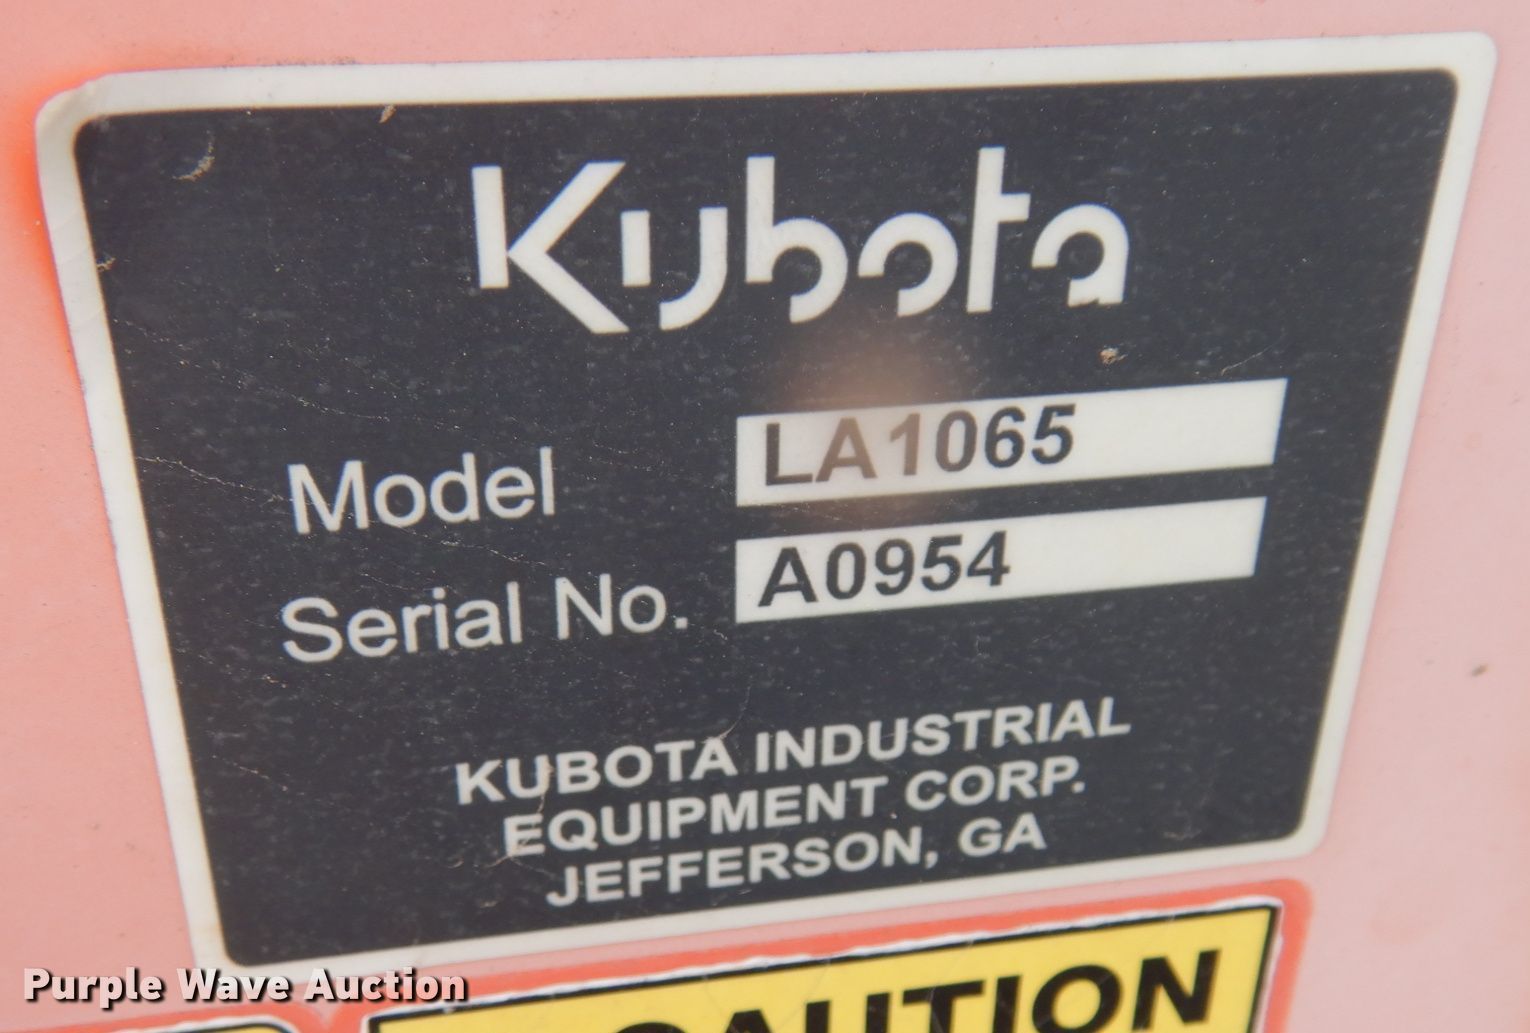 Kubota
Model LA1065
Serial No. A0954
KUBOTA INDUSTRIAL
EQUIPMENT CORP.
JEFFERSON, GA
CAUTION
Purple Wave Auction